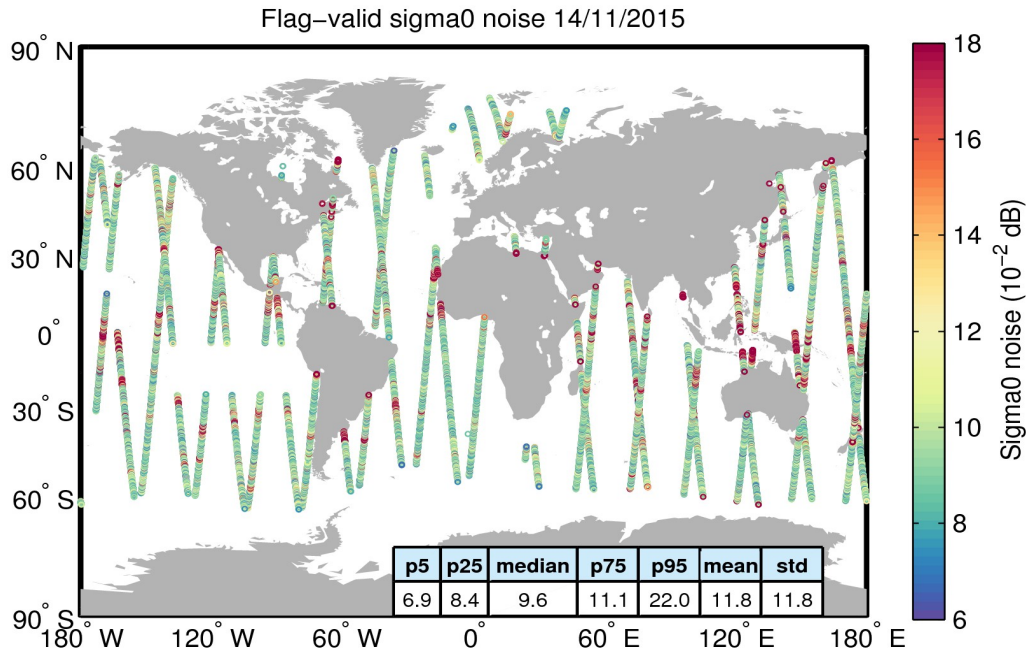 Flag−valid sigma0 noise 14/11/2015
90° N
60° N
30° N
0°
30° S
60° S
90° S
180° W
120° W
60° W
0°
60° E
120° E
180° E
p5 p25 median p75 p95 mean std
6.9 8.4 9.6 11.1 22.0 11.8 11.8
18
16
14
12
10
8
6
Sigma0 noise (10⁻² dB)